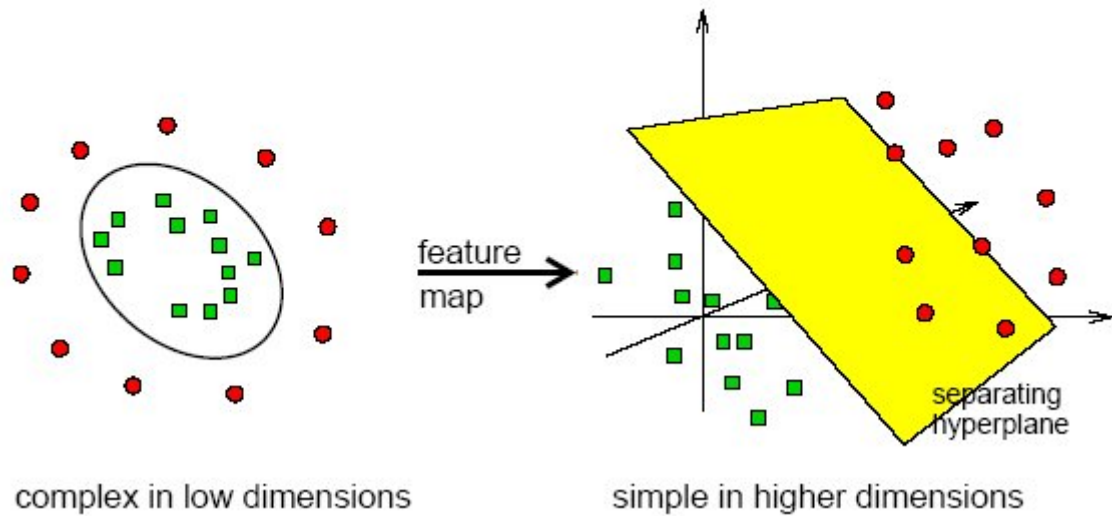 feature
map
separating
hyperplane
complex in low dimensions
simple in higher dimensions